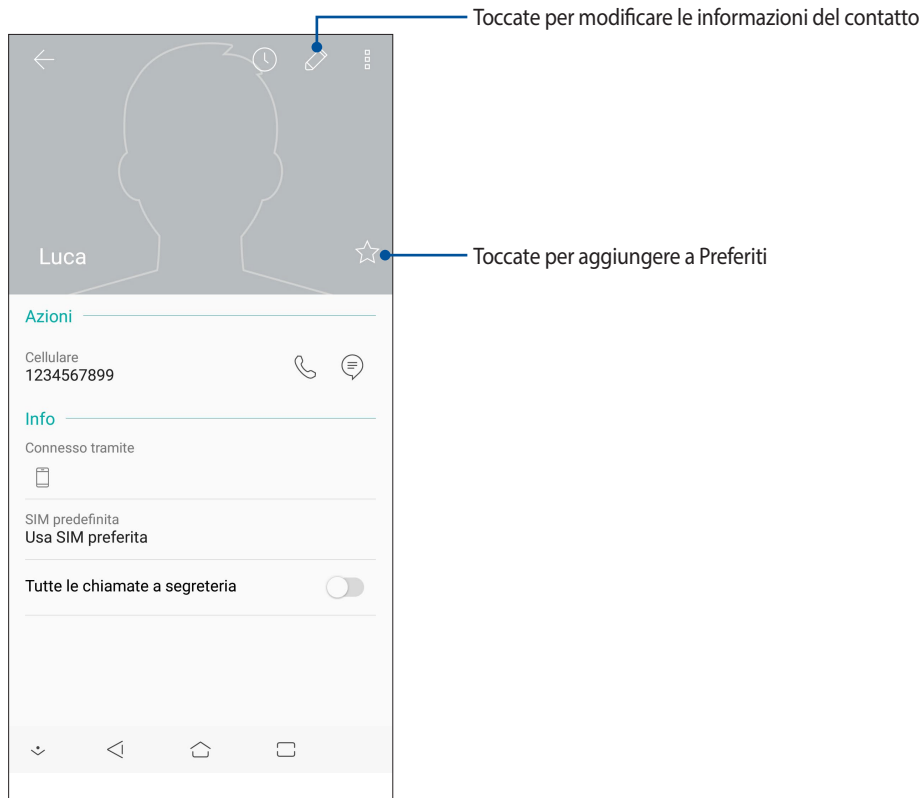 Toccate per modificare le informazioni del contatto
Luca
Toccate per aggiungere a Preferiti
Azioni
Cellulare
1234567899
Info
Connesso tramite
SIM predefinita
Usa SIM preferita
Tutte le chiamate a segreteria